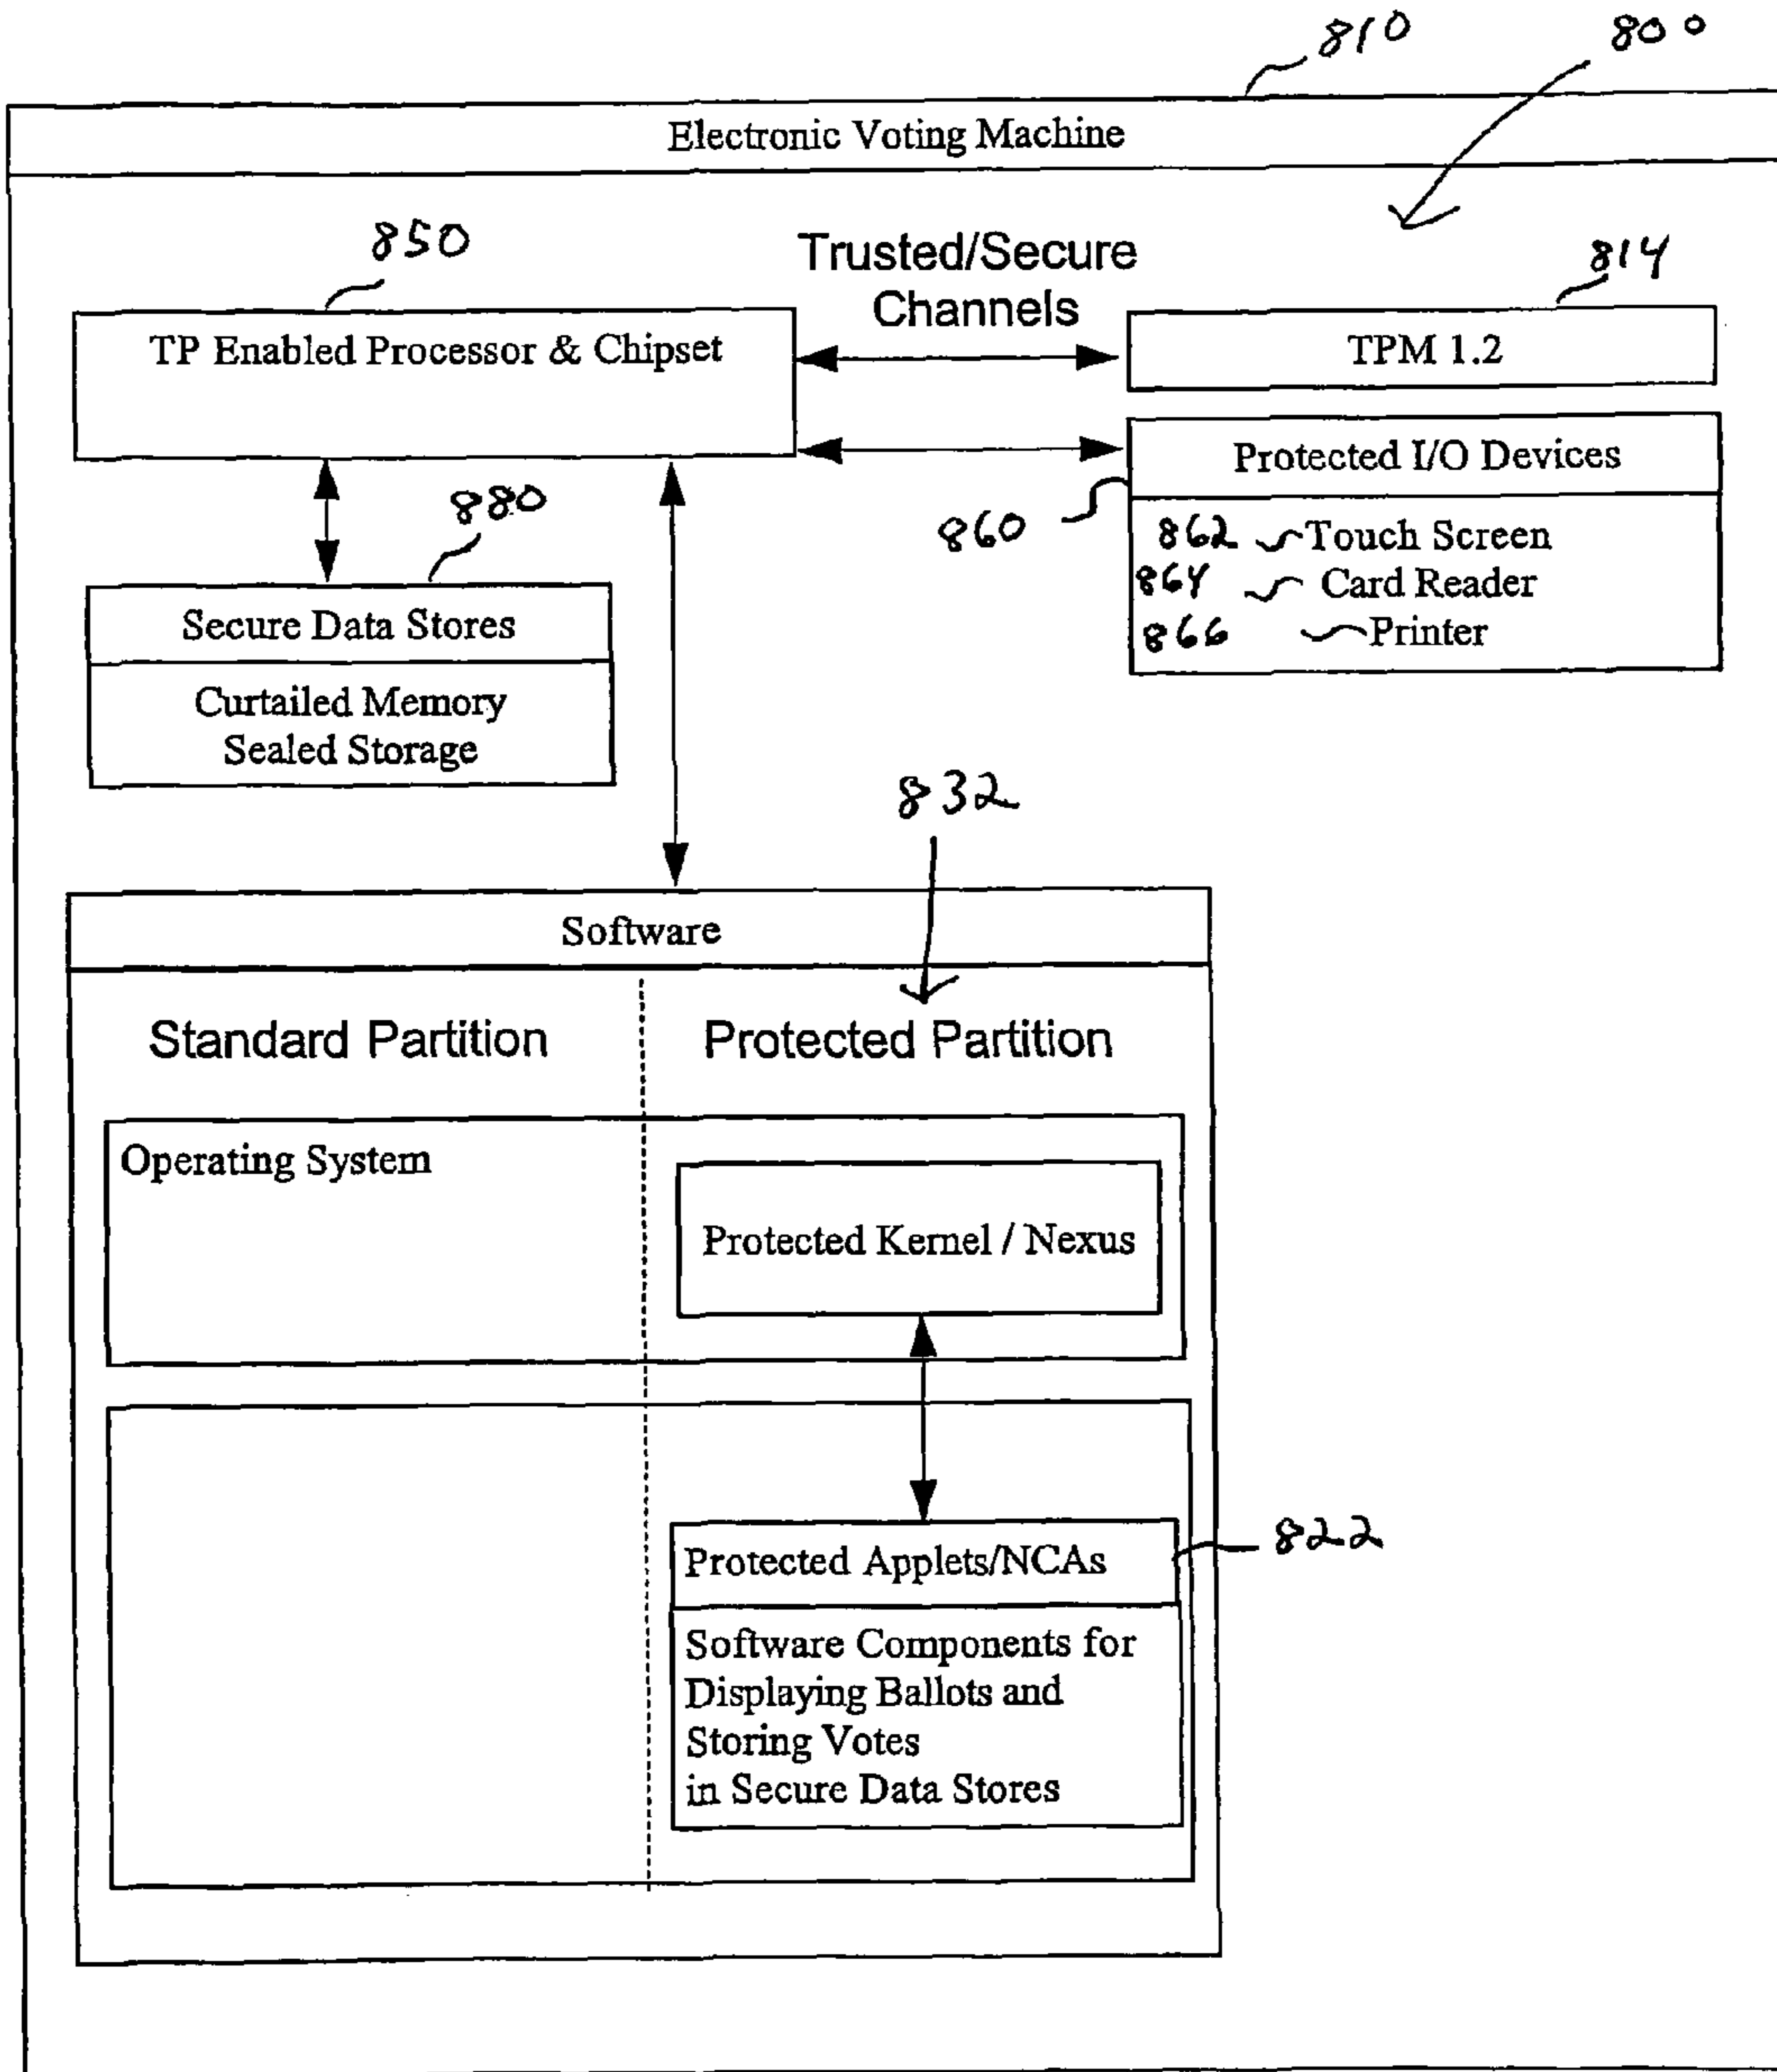 810
800
Electronic Voting Machine
850
Trusted/Secure
Channels
814
TP Enabled Processor & Chipset
TPM 1.2
Protected I/O Devices
880
860
862 Touch Screen
864 Card Reader
866 Printer
Secure Data Stores
Curtailed Memory
Sealed Storage
832
Software
Standard Partition
Protected Partition
Operating System
Protected Kernel / Nexus
822
Protected Applets/NCAs
Software Components for
Displaying Ballots and
Storing Votes
in Secure Data Stores